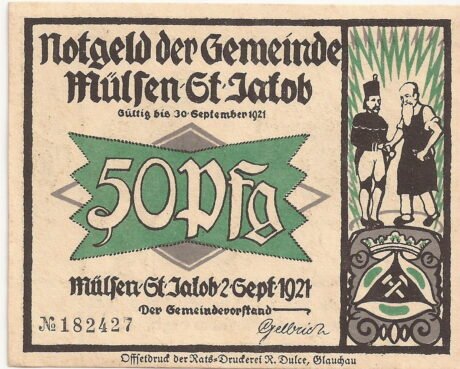 Notgeld der Gemeinde
Mülsen-St-Jakob
Gültig bis 30 September 1921
50 Pfg
Mülsen-St-Jakob 2 Sept 1921
Der Gemeindevorstand
Gelbrich
№ 182427
Offsetdruck der Rats-Druckerei R. Dulce, Glauchau